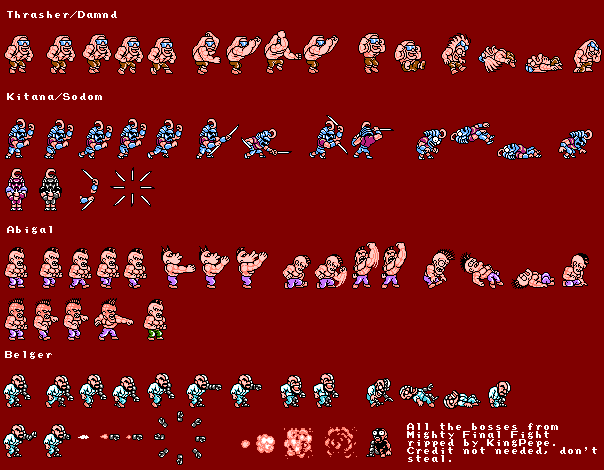 Thrasher/Damnd
Kitana/Sodom
Abigal
Belger
All the bosses from
Mighty Final Fight
ripped by KingPepe.
Credit not needed, don't
steal.